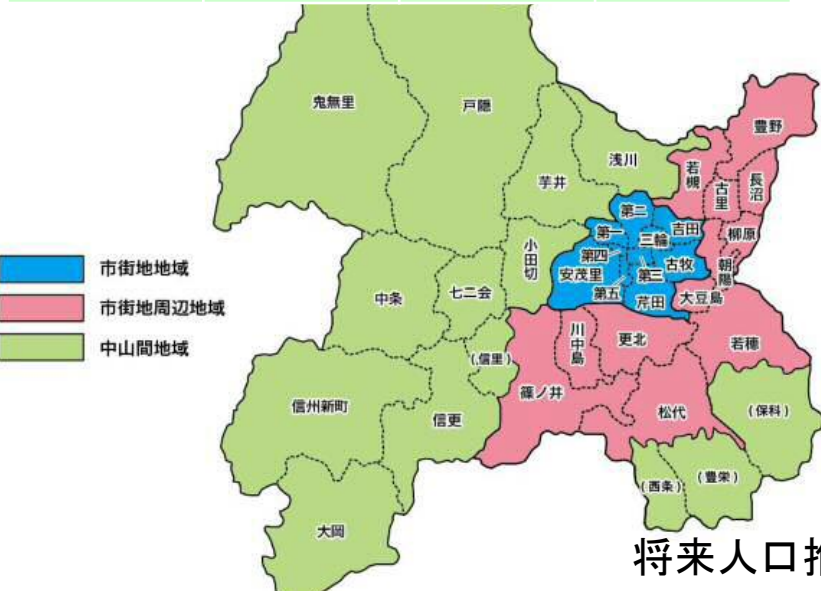 鬼無里
戸隠
豊野
浅川
芋井
若槻
古里
長沼
第二
吉田
第一
三輪
柳原
小田切
第四
古牧
朝陽
安茂里
第三
市街地地域
第五
芹田
大豆島
中条
七二会
市街地周辺地域
川中島
更北
若穂
中山間地域
(信里)
篠ノ井
信州新町
信更
松代
(保科)
(西条)
(豊栄)
大岡
将来人口推